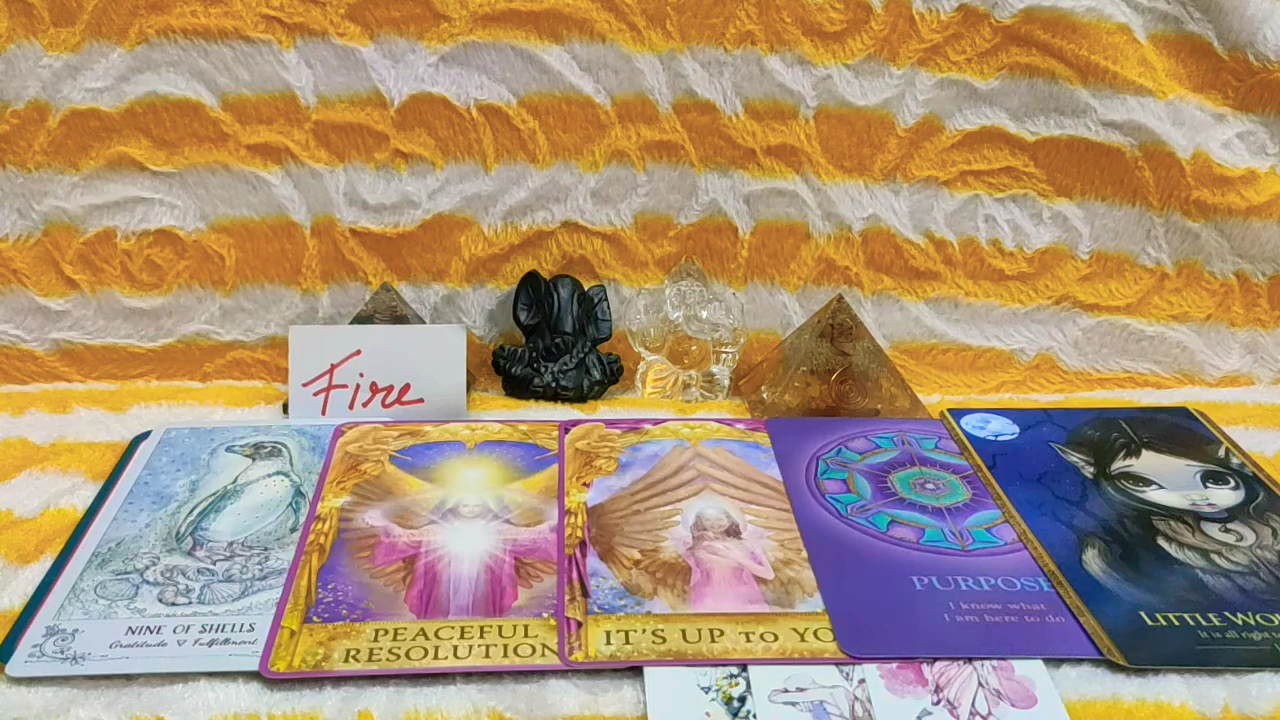 Fire
NINE OF SHELLS
Gratitude ♡ Fulfillment
PEACEFUL
RESOLUTION
IT'S UP TO YO
PURPOSE
I know what
I am here to do
LITTLE WO
It is all right